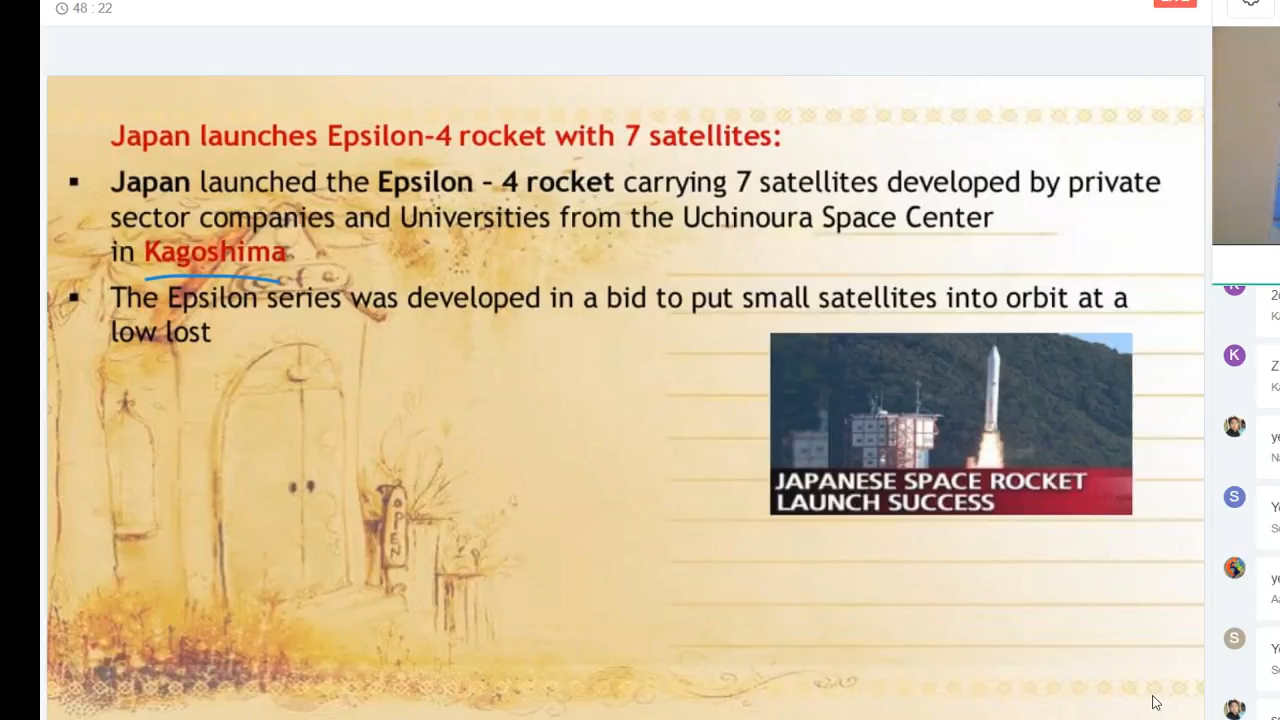 48 : 22
Japan launches Epsilon-4 rocket with 7 satellites:
▪ Japan launched the Epsilon – 4 rocket carrying 7 satellites developed by private
sector companies and Universities from the Uchinoura Space Center
in Kagoshima
▪ The Epsilon series was developed in a bid to put small satellites into orbit at a
low lost
OPEN
JAPANESE SPACE ROCKET
LAUNCH SUCCESS
K
K
S
S